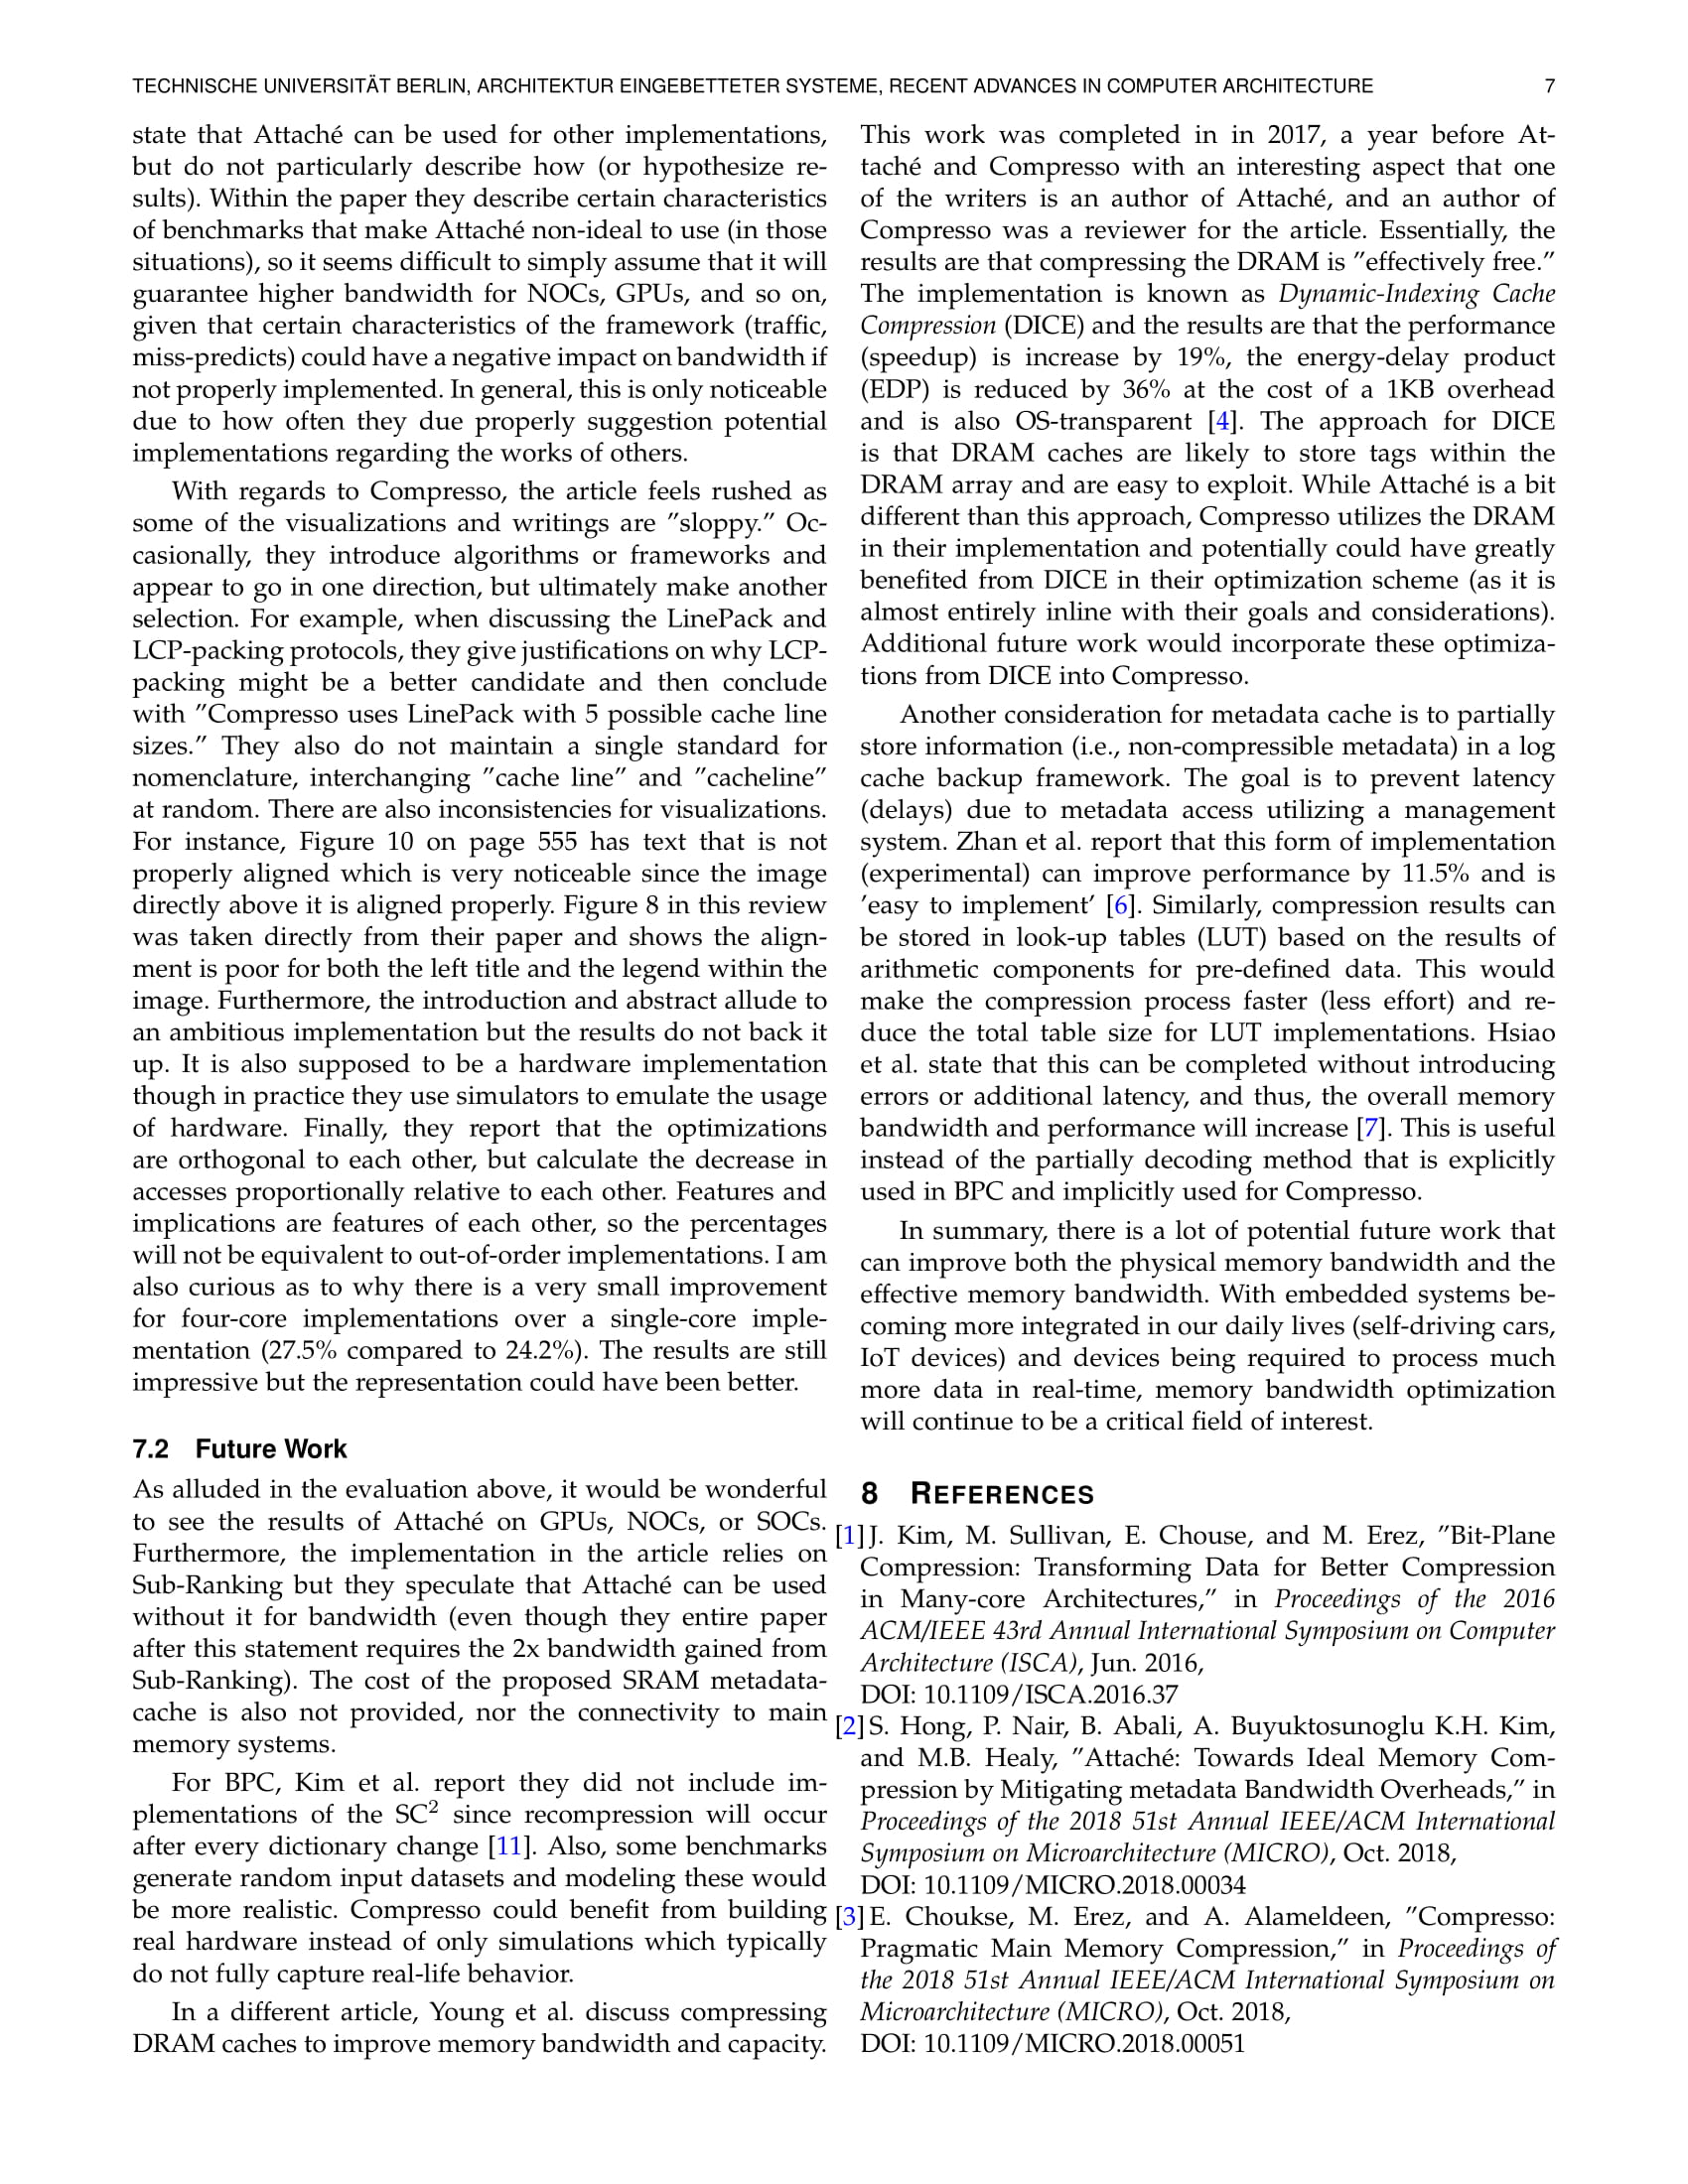 TECHNISCHE UNIVERSITÄT BERLIN, ARCHITEKTUR EINGEBETTETER SYSTEME, RECENT ADVANCES IN COMPUTER ARCHITECTURE 7
state that Attaché can be used for other implementations,
but do not particularly describe how (or hypothesize re-
sults). Within the paper they describe certain characteristics
of benchmarks that make Attaché non-ideal to use (in those
situations), so it seems difficult to simply assume that it will
guarantee higher bandwidth for NOCs, GPUs, and so on,
given that certain characteristics of the framework (traffic,
miss-predicts) could have a negative impact on bandwidth if
not properly implemented. In general, this is only noticeable
due to how often they due properly suggestion potential
implementations regarding the works of others.
With regards to Compresso, the article feels rushed as
some of the visualizations and writings are ”sloppy.” Oc-
casionally, they introduce algorithms or frameworks and
appear to go in one direction, but ultimately make another
selection. For example, when discussing the LinePack and
LCP-packing protocols, they give justifications on why LCP-
packing might be a better candidate and then conclude
with ”Compresso uses LinePack with 5 possible cache line
sizes.” They also do not maintain a single standard for
nomenclature, interchanging ”cache line” and ”cacheline”
at random. There are also inconsistencies for visualizations.
For instance, Figure 10 on page 555 has text that is not
properly aligned which is very noticeable since the image
directly above it is aligned properly. Figure 8 in this review
was taken directly from their paper and shows the align-
ment is poor for both the left title and the legend within the
image. Furthermore, the introduction and abstract allude to
an ambitious implementation but the results do not back it
up. It is also supposed to be a hardware implementation
though in practice they use simulators to emulate the usage
of hardware. Finally, they report that the optimizations
are orthogonal to each other, but calculate the decrease in
accesses proportionally relative to each other. Features and
implications are features of each other, so the percentages
will not be equivalent to out-of-order implementations. I am
also curious as to why there is a very small improvement
for four-core implementations over a single-core imple-
mentation (27.5% compared to 24.2%). The results are still
impressive but the representation could have been better.
7.2 Future Work
As alluded in the evaluation above, it would be wonderful
to see the results of Attaché on GPUs, NOCs, or SOCs.
Furthermore, the implementation in the article relies on
Sub-Ranking but they speculate that Attaché can be used
without it for bandwidth (even though they entire paper
after this statement requires the 2x bandwidth gained from
Sub-Ranking). The cost of the proposed SRAM metadata-
cache is also not provided, nor the connectivity to main
memory systems.
For BPC, Kim et al. report they did not include im-
plementations of the SC² since recompression will occur
after every dictionary change [11]. Also, some benchmarks
generate random input datasets and modeling these would
be more realistic. Compresso could benefit from building
real hardware instead of only simulations which typically
do not fully capture real-life behavior.
In a different article, Young et al. discuss compressing
DRAM caches to improve memory bandwidth and capacity.
This work was completed in in 2017, a year before At-
taché and Compresso with an interesting aspect that one
of the writers is an author of Attaché, and an author of
Compresso was a reviewer for the article. Essentially, the
results are that compressing the DRAM is ”effectively free.”
The implementation is known as Dynamic-Indexing Cache
Compression (DICE) and the results are that the performance
(speedup) is increase by 19%, the energy-delay product
(EDP) is reduced by 36% at the cost of a 1KB overhead
and is also OS-transparent [4]. The approach for DICE
is that DRAM caches are likely to store tags within the
DRAM array and are easy to exploit. While Attaché is a bit
different than this approach, Compresso utilizes the DRAM
in their implementation and potentially could have greatly
benefited from DICE in their optimization scheme (as it is
almost entirely inline with their goals and considerations).
Additional future work would incorporate these optimiza-
tions from DICE into Compresso.
Another consideration for metadata cache is to partially
store information (i.e., non-compressible metadata) in a log
cache backup framework. The goal is to prevent latency
(delays) due to metadata access utilizing a management
system. Zhan et al. report that this form of implementation
(experimental) can improve performance by 11.5% and is
’easy to implement’ [6]. Similarly, compression results can
be stored in look-up tables (LUT) based on the results of
arithmetic components for pre-defined data. This would
make the compression process faster (less effort) and re-
duce the total table size for LUT implementations. Hsiao
et al. state that this can be completed without introducing
errors or additional latency, and thus, the overall memory
bandwidth and performance will increase [7]. This is useful
instead of the partially decoding method that is explicitly
used in BPC and implicitly used for Compresso.
In summary, there is a lot of potential future work that
can improve both the physical memory bandwidth and the
effective memory bandwidth. With embedded systems be-
coming more integrated in our daily lives (self-driving cars,
IoT devices) and devices being required to process much
more data in real-time, memory bandwidth optimization
will continue to be a critical field of interest.
8 REFERENCES
[1] J. Kim, M. Sullivan, E. Chouse, and M. Erez, ”Bit-Plane
Compression: Transforming Data for Better Compression
in Many-core Architectures,” in Proceedings of the 2016
ACM/IEEE 43rd Annual International Symposium on Computer
Architecture (ISCA), Jun. 2016,
DOI: 10.1109/ISCA.2016.37
[2] S. Hong, P. Nair, B. Abali, A. Buyuktosunoglu K.H. Kim,
and M.B. Healy, ”Attaché: Towards Ideal Memory Com-
pression by Mitigating metadata Bandwidth Overheads,” in
Proceedings of the 2018 51st Annual IEEE/ACM International
Symposium on Microarchitecture (MICRO), Oct. 2018,
DOI: 10.1109/MICRO.2018.00034
[3] E. Choukse, M. Erez, and A. Alameldeen, ”Compresso:
Pragmatic Main Memory Compression,” in Proceedings of
the 2018 51st Annual IEEE/ACM International Symposium on
Microarchitecture (MICRO), Oct. 2018,
DOI: 10.1109/MICRO.2018.00051